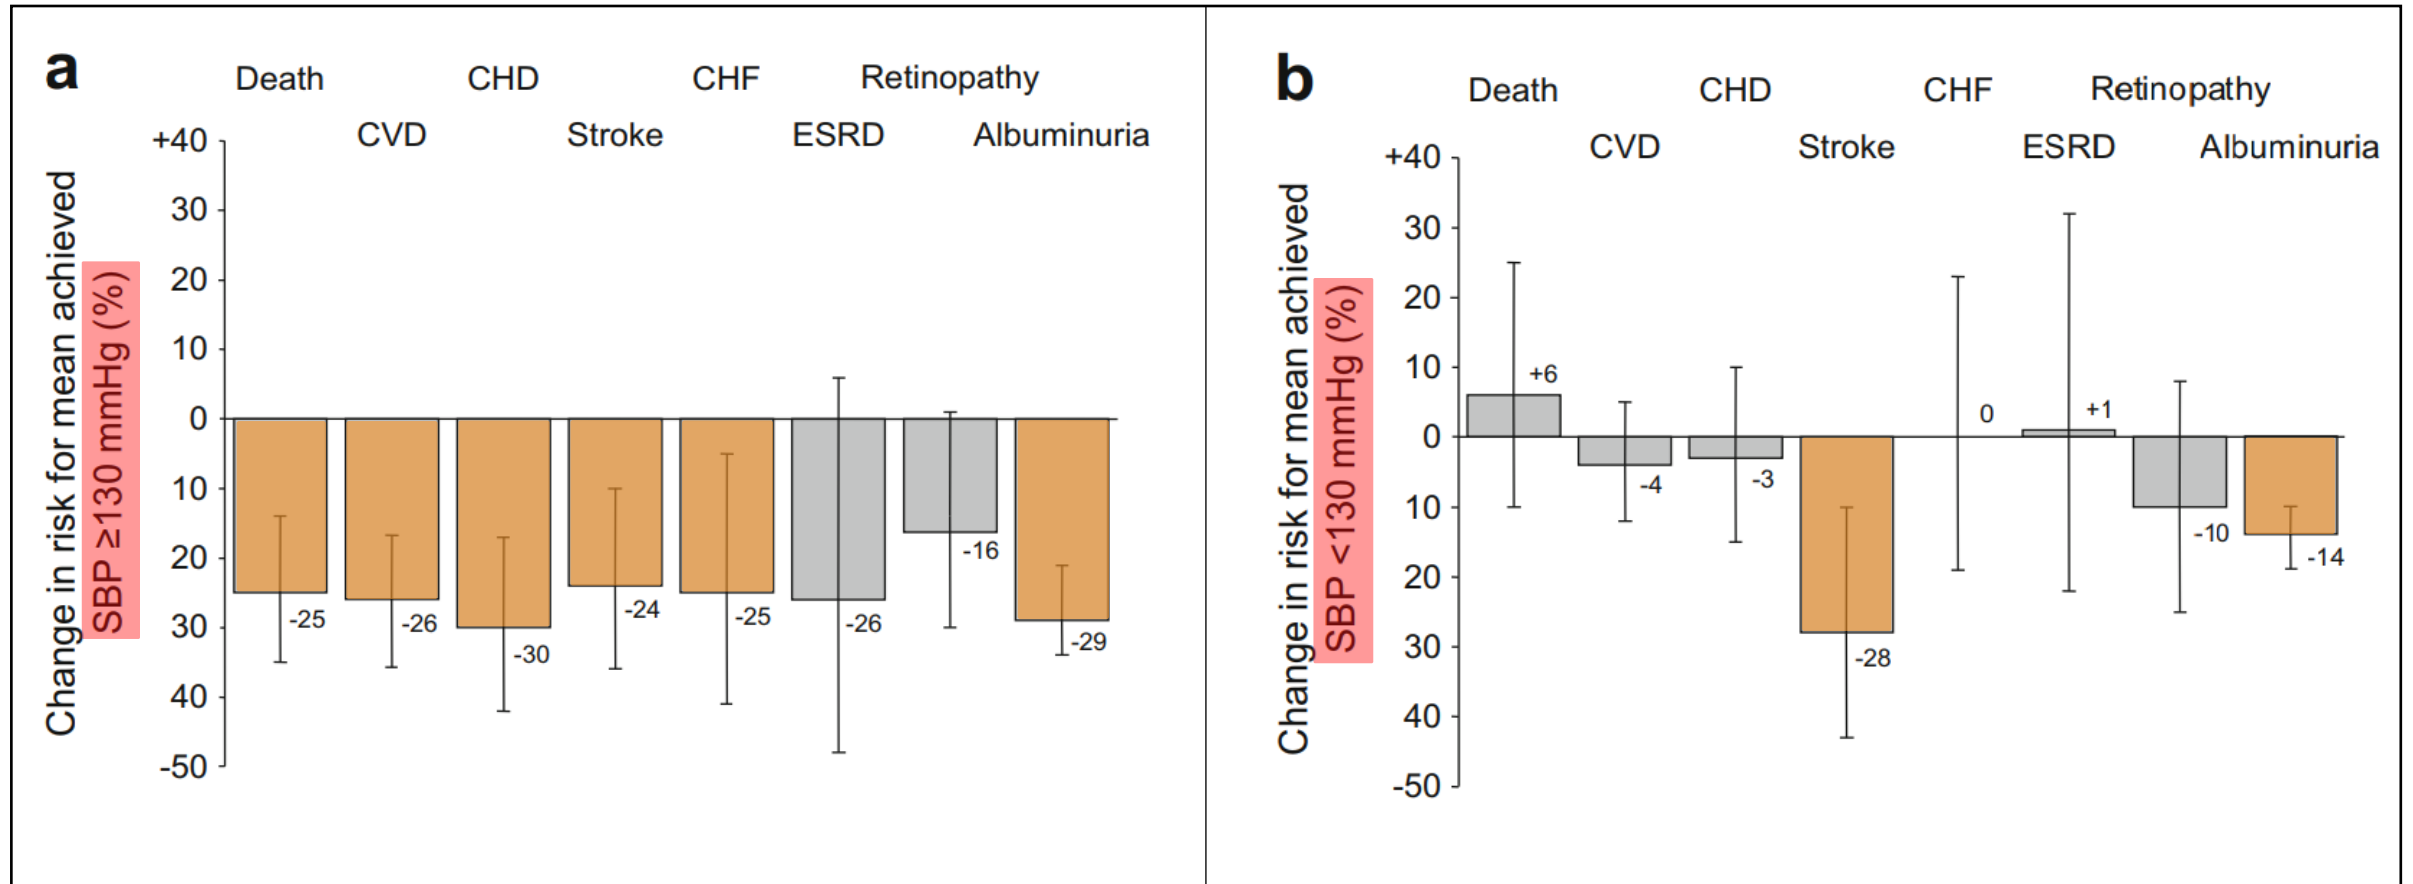 a
Death
CHD
CHF
Retinopathy
CVD
Stroke
ESRD
Albuminuria
Change in risk for mean achieved
SBP ≥130 mmHg (%)
+40
30
20
10
0
10
20
30
40
-50
-25
-26
-30
-24
-25
-26
-16
-29
b
Death
CHD
CHF
Retinopathy
CVD
Stroke
ESRD
Albuminuria
Change in risk for mean achieved
SBP <130 mmHg (%)
+40
30
20
10
0
10
20
30
40
-50
+6
-4
-3
-28
0
+1
-10
-14